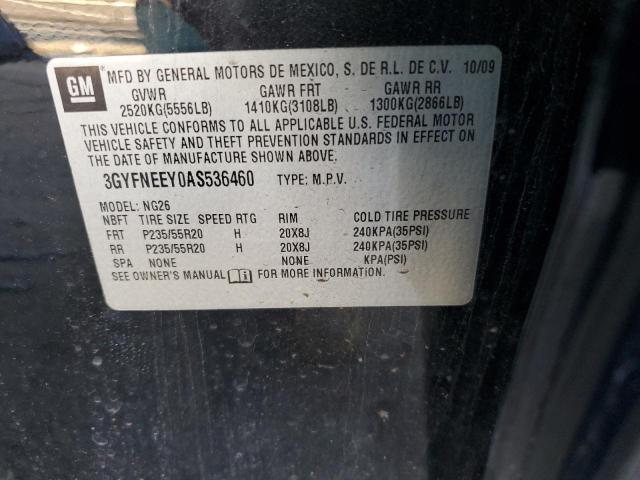 GM MFD BY GENERAL MOTORS DE MEXICO, S. DE R.L. DE C.V. 10/09
GVWR GAWR FRT GAWR RR
2520KG(5556LB) 1410KG(3108LB) 1300KG(2866LB)
THIS VEHICLE CONFORMS TO ALL APPLICABLE U.S. FEDERAL MOTOR
VEHICLE SAFETY AND THEFT PREVENTION STANDARDS IN EFFECT ON
THE DATE OF MANUFACTURE SHOWN ABOVE.
3GYFNEEY0AS536460 TYPE: M.P.V.
MODEL: NG26
NBFT TIRE SIZE SPEED RTG RIM COLD TIRE PRESSURE
FRT P235/55R20 H 20X8J 240KPA(35PSI)
RR P235/55R20 H 20X8J 240KPA(35PSI)
SPA NONE NONE KPA(PSI)
SEE OWNER'S MANUAL FOR MORE INFORMATION.